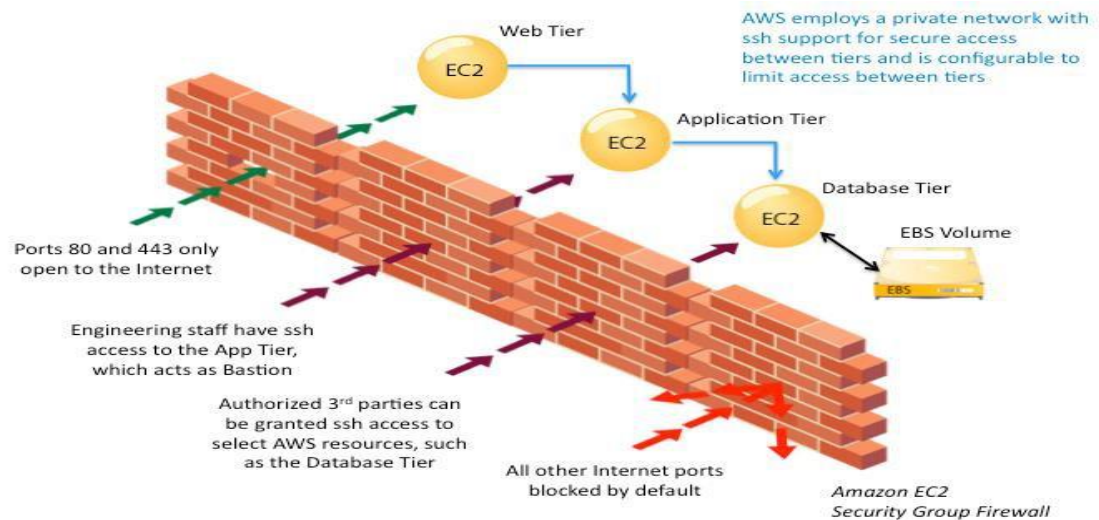 Web Tier
AWS employs a private network with
ssh support for secure access
between tiers and is configurable to
limit access between tiers
EC2
Application Tier
EC2
Database Tier
EC2
EBS Volume
EBS
Ports 80 and 443 only
open to the Internet
Engineering staff have ssh
access to the App Tier,
which acts as Bastion
Authorized 3rd parties can
be granted ssh access to
select AWS resources, such
as the Database Tier
All other Internet ports
blocked by default
Amazon EC2
Security Group Firewall